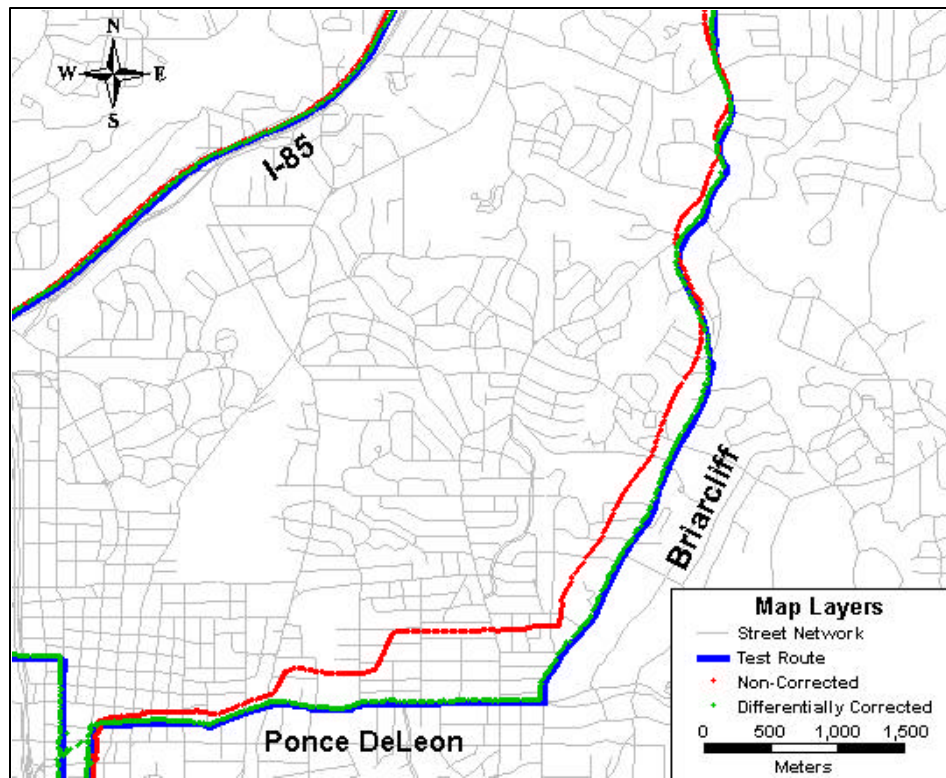 N
W E
S
I-85
Briarcliff
Ponce DeLeon
Map Layers
Street Network
Test Route
Non-Corrected
Differentially Corrected
0 500 1,000 1,500
Meters